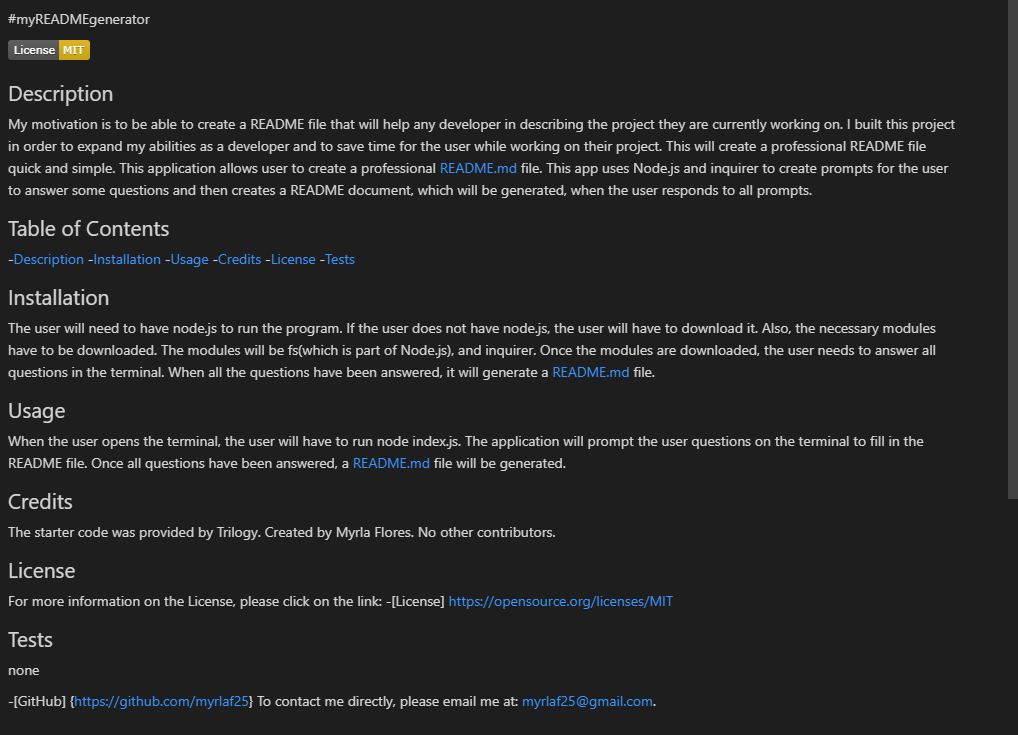 #myREADMEgenerator
License MIT
Description
My motivation is to be able to create a README file that will help any developer in describing the project they are currently working on. I built this project
in order to expand my abilities as a developer and to save time for the user while working on their project. This will create a professional README file
quick and simple. This application allows user to create a professional README.md file. This app uses Node.js and inquirer to create prompts for the user
to answer some questions and then creates a README document, which will be generated, when the user responds to all prompts.
Table of Contents
-Description -Installation -Usage -Credits -License -Tests
Installation
The user will need to have node.js to run the program. If the user does not have node.js, the user will have to download it. Also, the necessary modules
have to be downloaded. The modules will be fs(which is part of Node.js), and inquirer. Once the modules are downloaded, the user needs to answer all
questions in the terminal. When all the questions have been answered, it will generate a README.md file.
Usage
When the user opens the terminal, the user will have to run node index.js. The application will prompt the user questions on the terminal to fill in the
README file. Once all questions have been answered, a README.md file will be generated.
Credits
The starter code was provided by Trilogy. Created by Myrla Flores. No other contributors.
License
For more information on the License, please click on the link: -[License] https://opensource.org/licenses/MIT
Tests
none
-[GitHub] {https://github.com/myrlaf25} To contact me directly, please email me at: myrlaf25@gmail.com.